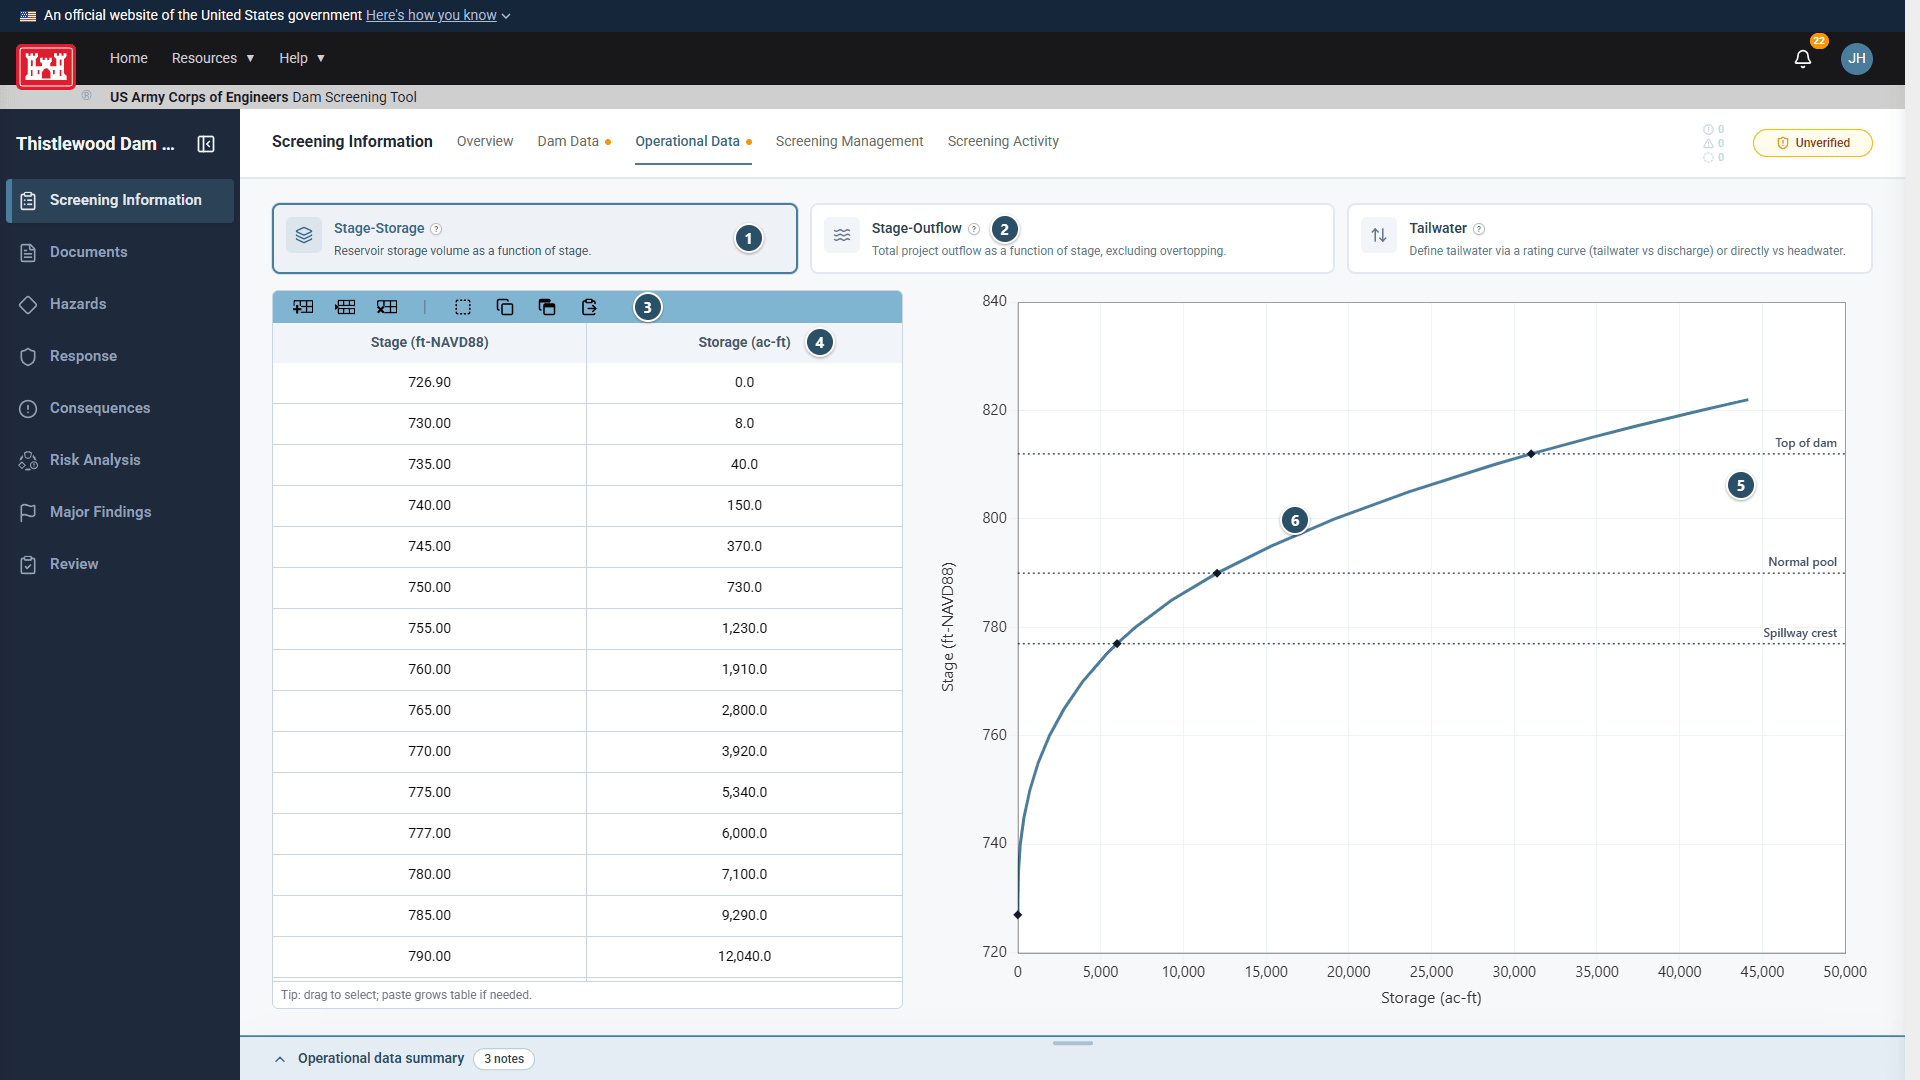 An official website of the United States government Here's how you know
Home Resources Help
22
JH
® US Army Corps of Engineers Dam Screening Tool
Thistlewood Dam ...
Screening Information
Documents
Hazards
Response
Consequences
Risk Analysis
Major Findings
Review
Screening Information Overview Dam Data Operational Data Screening Management Screening Activity
0
0
0
Unverified
Stage-Storage ?
Reservoir storage volume as a function of stage.
1
Stage-Outflow ? 2
Total project outflow as a function of stage, excluding overtopping.
Tailwater ?
Define tailwater via a rating curve (tailwater vs discharge) or directly vs headwater.
3
Stage (ft-NAVD88) Storage (ac-ft) 4
726.90 0.0
730.00 8.0
735.00 40.0
740.00 150.0
745.00 370.0
750.00 730.0
755.00 1,230.0
760.00 1,910.0
765.00 2,800.0
770.00 3,920.0
775.00 5,340.0
777.00 6,000.0
780.00 7,100.0
785.00 9,290.0
790.00 12,040.0
Tip: drag to select; paste grows table if needed.
840
820
800
780
760
740
720
Stage (ft-NAVD88)
Top of dam
5
6
Normal pool
Spillway crest
0 5,000 10,000 15,000 20,000 25,000 30,000 35,000 40,000 45,000 50,000
Storage (ac-ft)
Operational data summary 3 notes